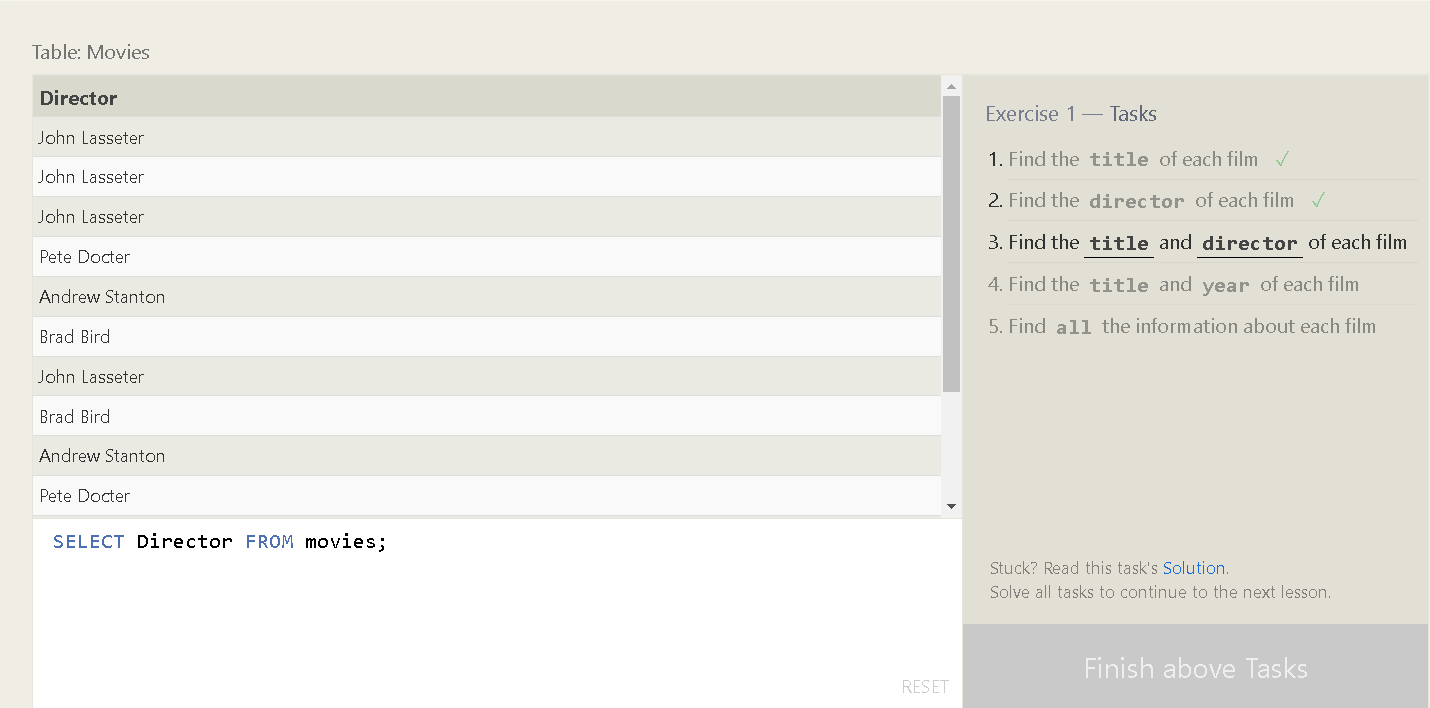 Table: Movies
Director
John Lasseter
John Lasseter
John Lasseter
Pete Docter
Andrew Stanton
Brad Bird
John Lasseter
Brad Bird
Andrew Stanton
Pete Docter
SELECT Director FROM movies;
RESET
Exercise 1 — Tasks
1. Find the title of each film ✓
2. Find the director of each film ✓
3. Find the title and director of each film
4. Find the title and year of each film
5. Find all the information about each film
Stuck? Read this task's Solution.
Solve all tasks to continue to the next lesson.
Finish above Tasks